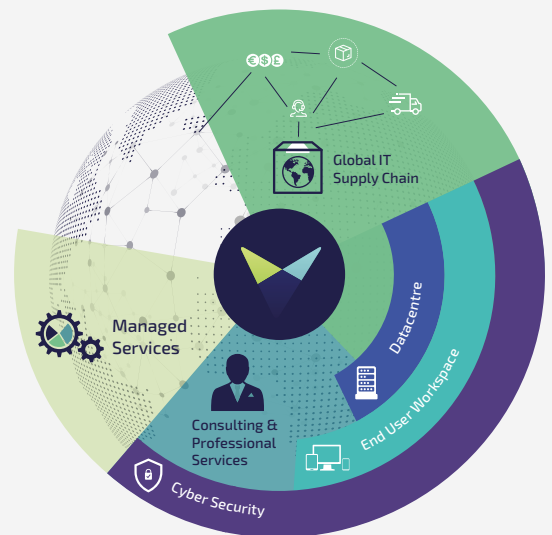 € $ £
Global IT
Supply Chain
Managed
Services
Consulting &
Professional
Services
Datacentre
End User Workspace
Cyber Security